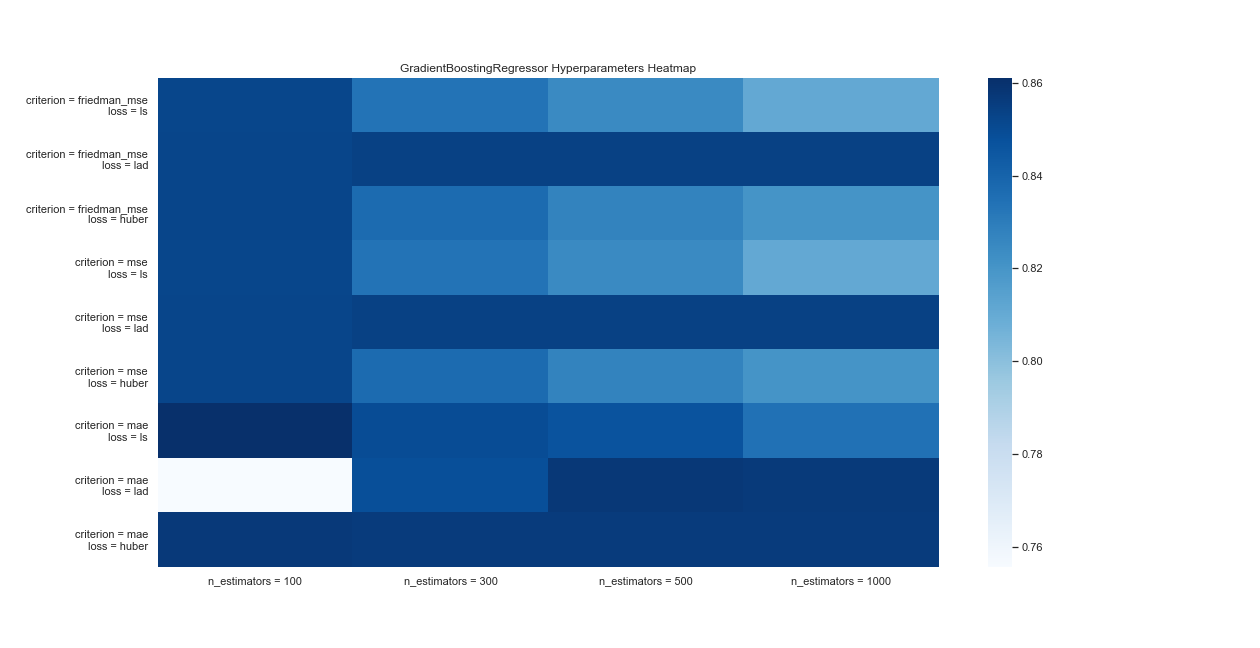 GradientBoostingRegressor Hyperparameters Heatmap
criterion = friedman_mse
loss = ls
criterion = friedman_mse
loss = lad
criterion = friedman_mse
loss = huber
criterion = mse
loss = ls
criterion = mse
loss = lad
criterion = mse
loss = huber
criterion = mae
loss = ls
criterion = mae
loss = lad
criterion = mae
loss = huber
n_estimators = 100
n_estimators = 300
n_estimators = 500
n_estimators = 1000
0.86
0.84
0.82
0.80
0.78
0.76